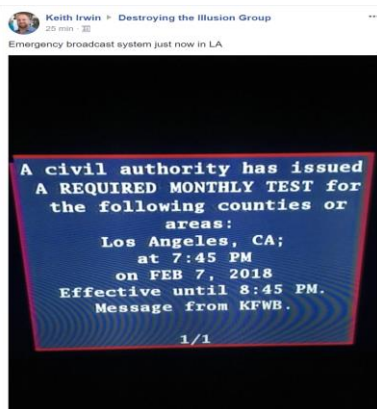 Keith Irwin ▸ Destroying the Illusion Group
25 min ·
Emergency broadcast system just now in LA
A civil authority has issued
A REQUIRED MONTHLY TEST for
the following counties or
areas:
Los Angeles, CA;
at 7:45 PM
on FEB 7, 2018
Effective until 8:45 PM.
Message from KFWB.
1/1